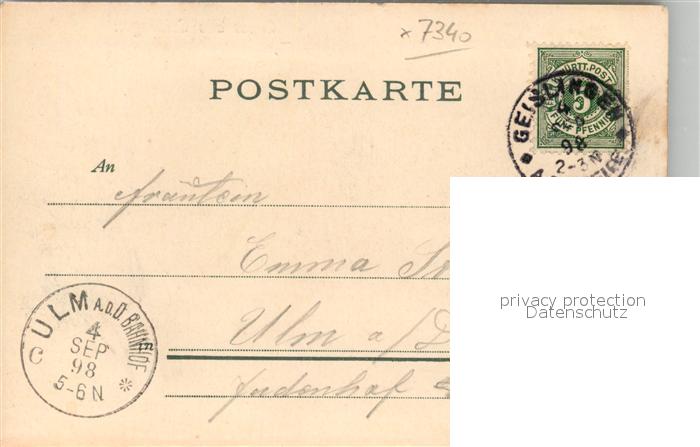 x 7340
POSTKARTE
WÜRTT. POST
5
FÜNF PFENNIG
GEISLINGEN
4
98
2-3 N
An
Fräulein
Emma
Ulm a/D
Judenhof
ULM A.D.D. BAHNHOF
4
SEP
98
5-6 N
C
privacy protection
Datenschutz